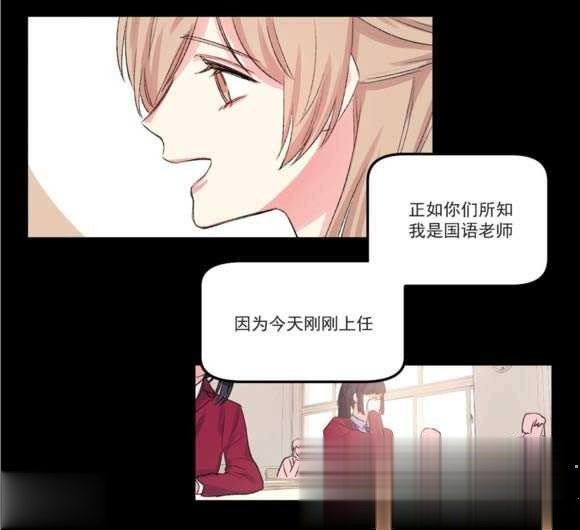 正如你们所知
我是国语老师
因为今天刚刚上任